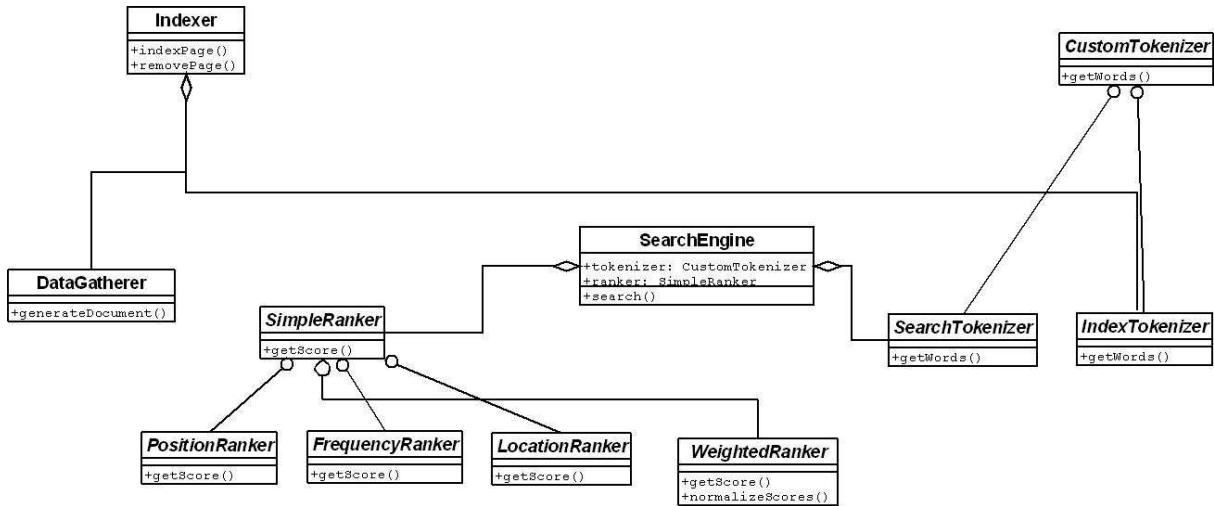 Indexer
+indexPage()
+removePage()
CustomTokenizer
+getWords()
SearchEngine
+tokenizer: CustomTokenizer
+ranker: SimpleRanker
+search()
DataGatherer
+generateDocument()
SimpleRanker
+getScore()
SearchTokenizer
+getWords()
IndexTokenizer
+getWords()
PositionRanker
+getScore()
FrequencyRanker
+getScore()
LocationRanker
+getScore()
WeightedRanker
+getScore()
+normalizeScores()